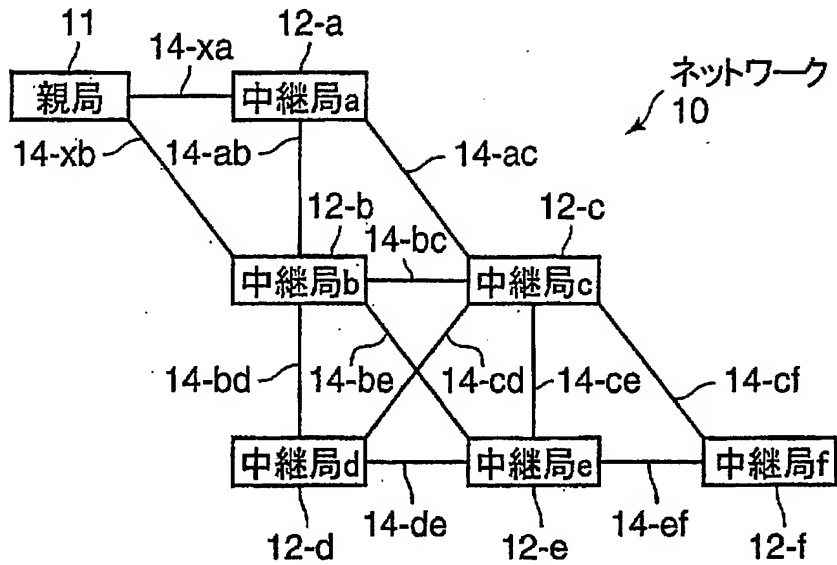 11
14-xa
12-a
親局
中継局a
ネットワーク
10
14-xb
14-ab
14-ac
12-b
12-c
14-bc
中継局b
中継局c
14-bd
14-be
14-cd
14-ce
14-cf
中継局d
中継局e
中継局f
12-d
14-de
12-e
14-ef
12-f